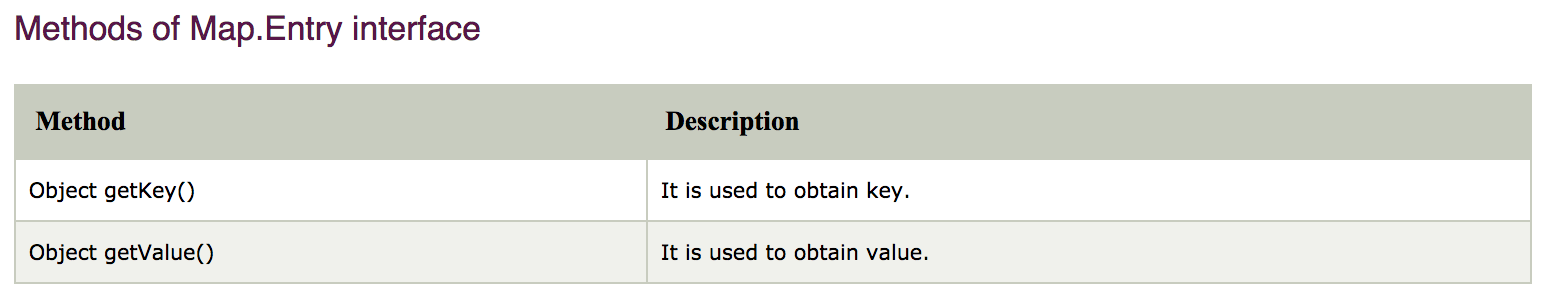 Methods of Map.Entry interface
Method Description
Object getKey() It is used to obtain key.
Object getValue() It is used to obtain value.